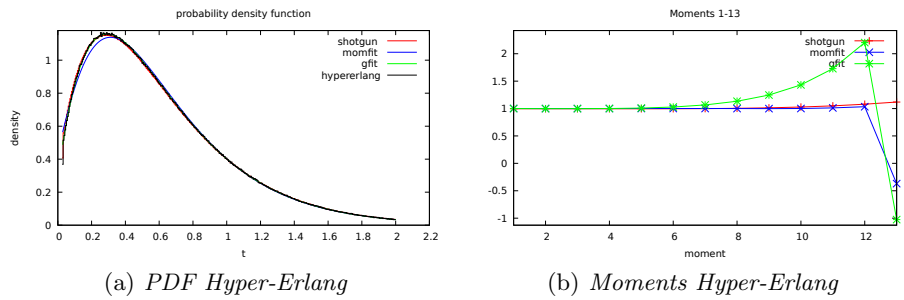 probability density function
shotgun
momfit
gfit
hypererlang
density
1
0.8
0.6
0.4
0.2
0
0 0.2 0.4 0.6 0.8 1 1.2 1.4 1.6 1.8 2 2.2
t
(a) PDF Hyper-Erlang
Moments 1-13
shotgun
momfit
gfit
2
1.5
1
0.5
0
-0.5
-1
2 4 6 8 10 12
moment
(b) Moments Hyper-Erlang